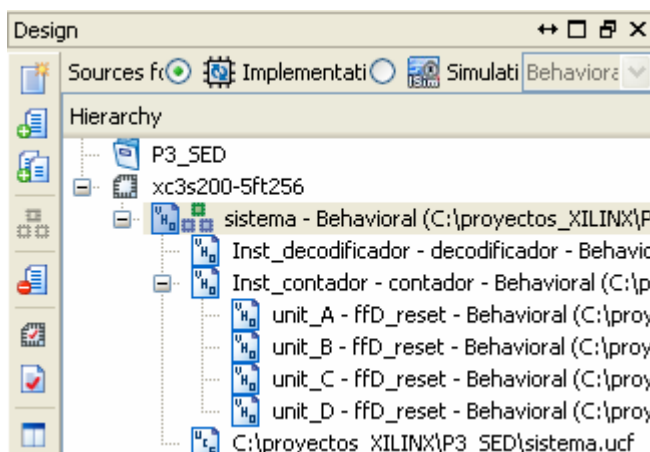 Design
Sources fo Implementati Simulati Behaviora
Hierarchy
P3_SED
xc3s200-5ft256
sistema - Behavioral (C:\proyectos_XILINX\P
Inst_decodificador - decodificador - Behavio
Inst_contador - contador - Behavioral (C:\p
unit_A - ffD_reset - Behavioral (C:\proy
unit_B - ffD_reset - Behavioral (C:\proy
unit_C - ffD_reset - Behavioral (C:\proy
unit_D - ffD_reset - Behavioral (C:\proy
C:\proyectos_XILINX\P3_SED\sistema.ucf